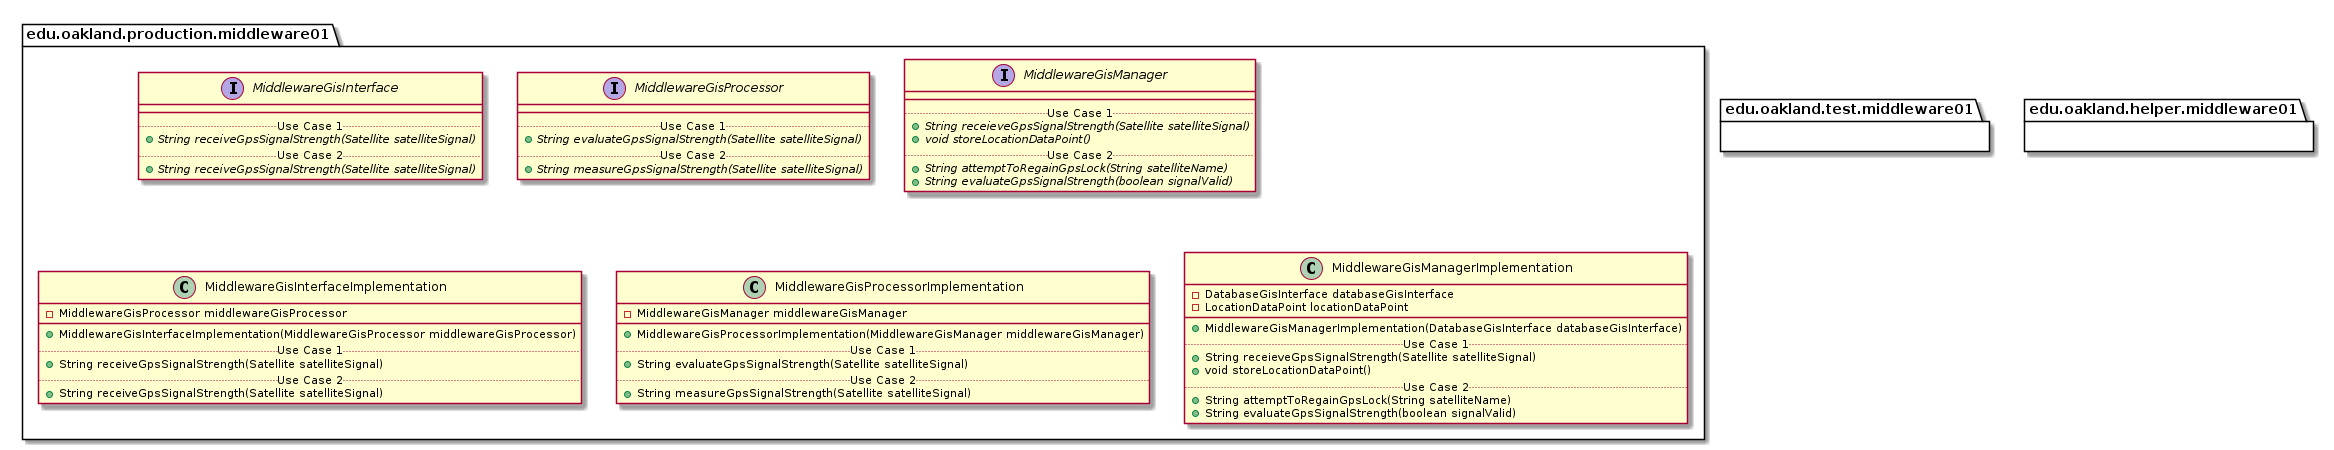 edu.oakland.production.middleware01
I MiddlewareGisInterface
Use Case 1
String receiveGpsSignalStrength(Satellite satelliteSignal)
Use Case 2
String receiveGpsSignalStrength(Satellite satelliteSignal)
I MiddlewareGisProcessor
Use Case 1
String evaluateGpsSignalStrength(Satellite satelliteSignal)
Use Case 2
String measureGpsSignalStrength(Satellite satelliteSignal)
I MiddlewareGisManager
Use Case 1
String receieveGpsSignalStrength(Satellite satelliteSignal)
void storeLocationDataPoint()
Use Case 2
String attemptToRegainGpsLock(String satelliteName)
String evaluateGpsSignalStrength(boolean signalValid)
edu.oakland.test.middleware01
edu.oakland.helper.middleware01
C MiddlewareGisInterfaceImplementation
MiddlewareGisProcessor middlewareGisProcessor
MiddlewareGisInterfaceImplementation(MiddlewareGisProcessor middlewareGisProcessor)
Use Case 1
String receiveGpsSignalStrength(Satellite satelliteSignal)
Use Case 2
String receiveGpsSignalStrength(Satellite satelliteSignal)
C MiddlewareGisProcessorImplementation
MiddlewareGisManager middlewareGisManager
MiddlewareGisProcessorImplementation(MiddlewareGisManager middlewareGisManager)
Use Case 1
String evaluateGpsSignalStrength(Satellite satelliteSignal)
Use Case 2
String measureGpsSignalStrength(Satellite satelliteSignal)
C MiddlewareGisManagerImplementation
DatabaseGisInterface databaseGisInterface
LocationDataPoint locationDataPoint
MiddlewareGisManagerImplementation(DatabaseGisInterface databaseGisInterface)
Use Case 1
String receieveGpsSignalStrength(Satellite satelliteSignal)
void storeLocationDataPoint()
Use Case 2
String attemptToRegainGpsLock(String satelliteName)
String evaluateGpsSignalStrength(boolean signalValid)